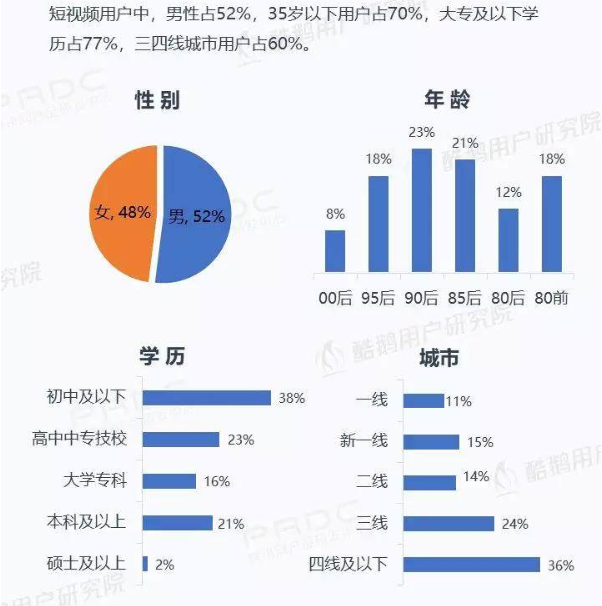 短视频用户中，男性占52%，35岁以下用户占70%，大专及以下学
历占77%，三四线城市用户占60%。
性 别
女, 48%
男, 52%
年 龄
8%
18%
23%
21%
12%
18%
00后 95后 90后 85后 80后 80前
学 历
初中及以下 38%
高中中专技校 23%
大学专科 16%
本科及以上 21%
硕士及以上 2%
城市
一线 11%
新一线 15%
二线 14%
三线 24%
四线及以下 36%
酷鹅用户研究院
PRDC